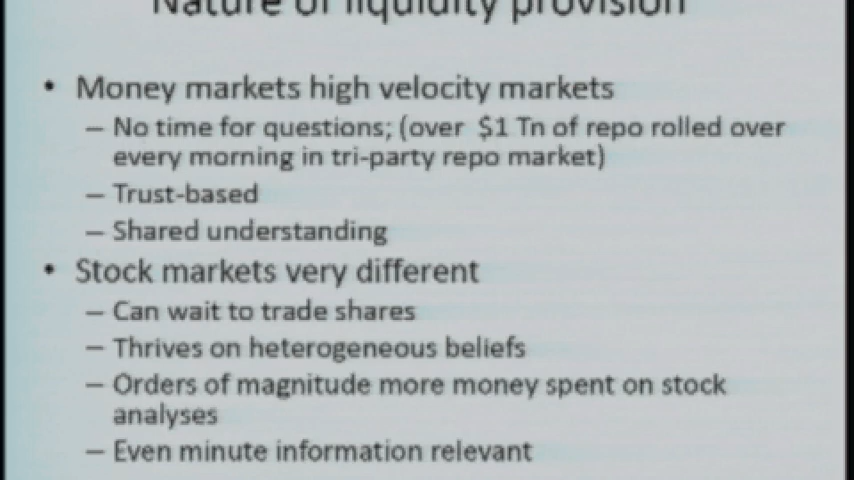 Nature of liquidity provision
• Money markets high velocity markets
– No time for questions; (over $1 Tn of repo rolled over
every morning in tri-party repo market)
– Trust-based
– Shared understanding
• Stock markets very different
– Can wait to trade shares
– Thrives on heterogeneous beliefs
– Orders of magnitude more money spent on stock
analyses
– Even minute information relevant